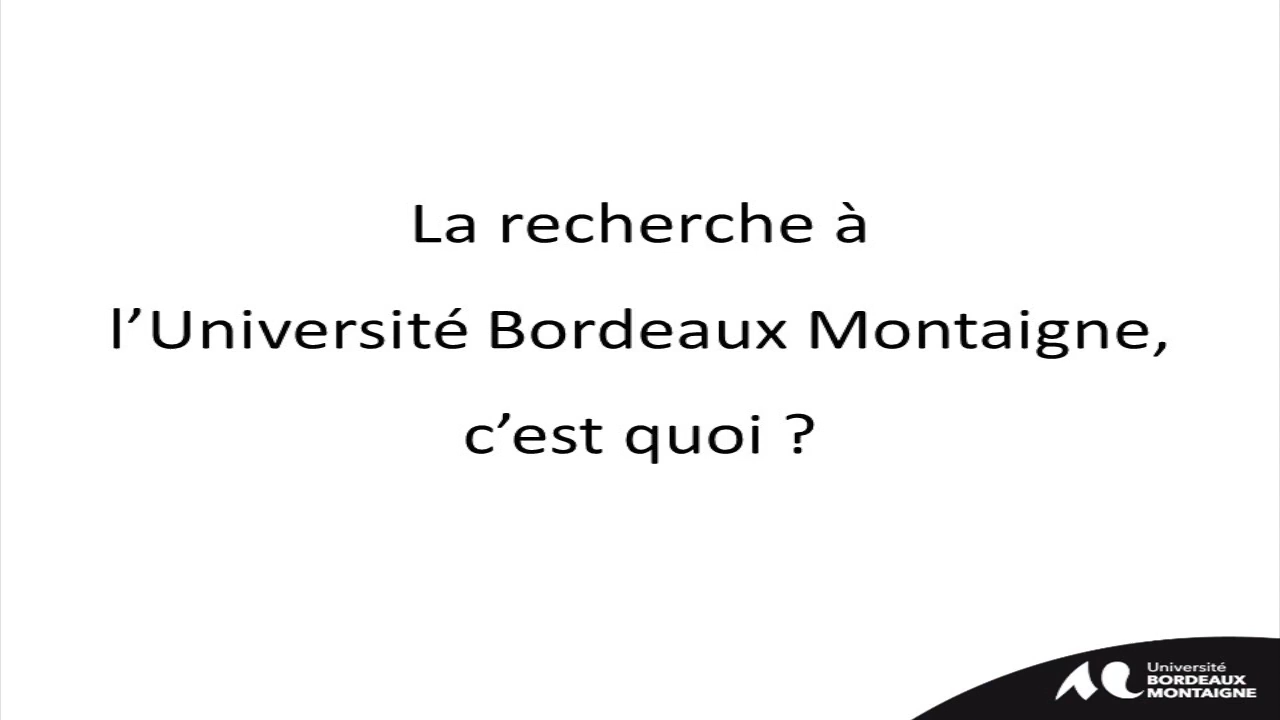 La recherche à
l’Université Bordeaux Montaigne,
c’est quoi ?
Université
BORDEAUX
MONTAIGNE